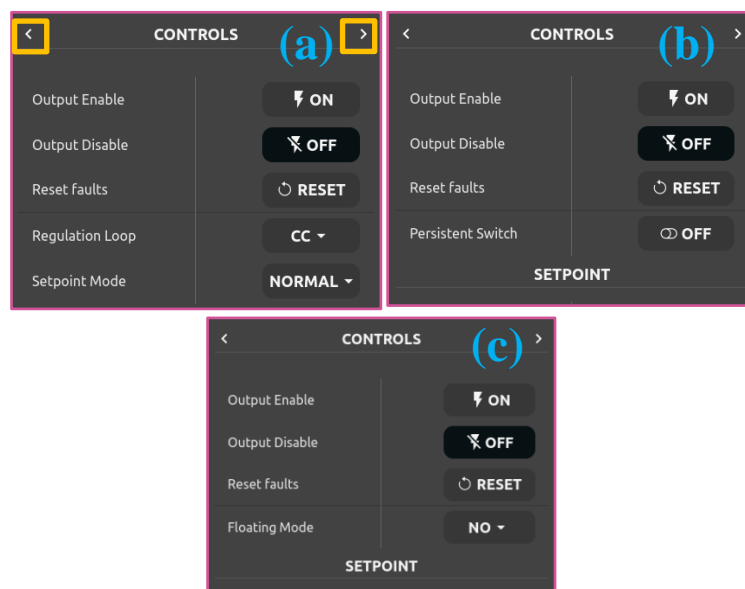 < CONTROLS (a) >
Output Enable ON
Output Disable OFF
Reset faults RESET
Regulation Loop CC
Setpoint Mode NORMAL
< CONTROLS (b) >
Output Enable ON
Output Disable OFF
Reset faults RESET
Persistent Switch OFF
SETPOINT
< CONTROLS (c) >
Output Enable ON
Output Disable OFF
Reset faults RESET
Floating Mode NO
SETPOINT